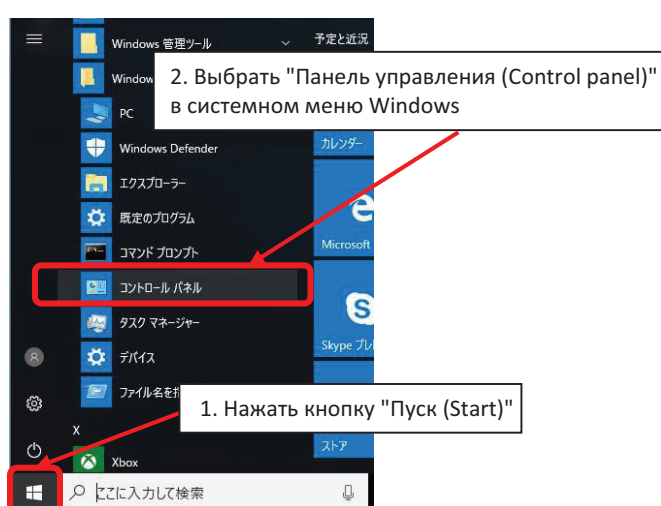 Windows 管理ツール
予定と近況
2. Выбрать "Панель управления (Control panel)"
в системном меню Windows
Window
PC
Windows Defender
カレンダー
エクスプローラー
既定のプログラム
コマンド プロンプト
Microsoft
コントロール パネル
タスク マネージャー
Skype プレ
デバイス
ファイル名を指
1. Нажать кнопку "Пуск (Start)"
X
ストア
Xbox
ここに入力して検索